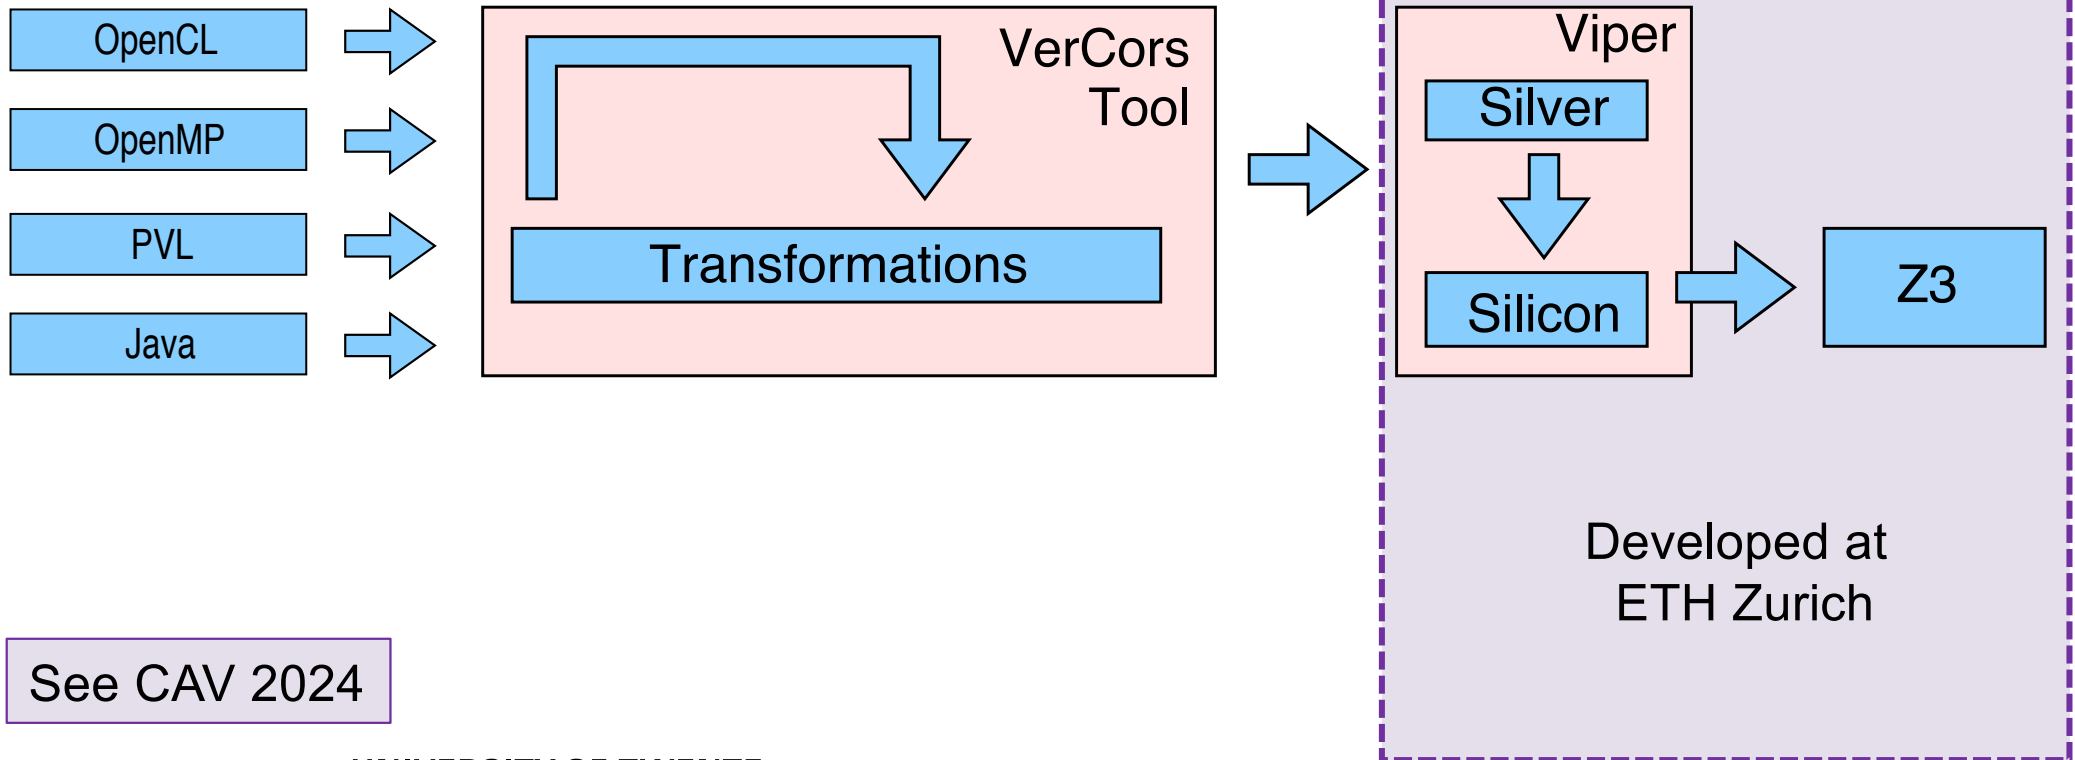 OpenCL
OpenMP
PVL
Java
VerCors
Tool
Transformations
Viper
Silver
Silicon
Z3
Developed at
ETH Zurich
See CAV 2024